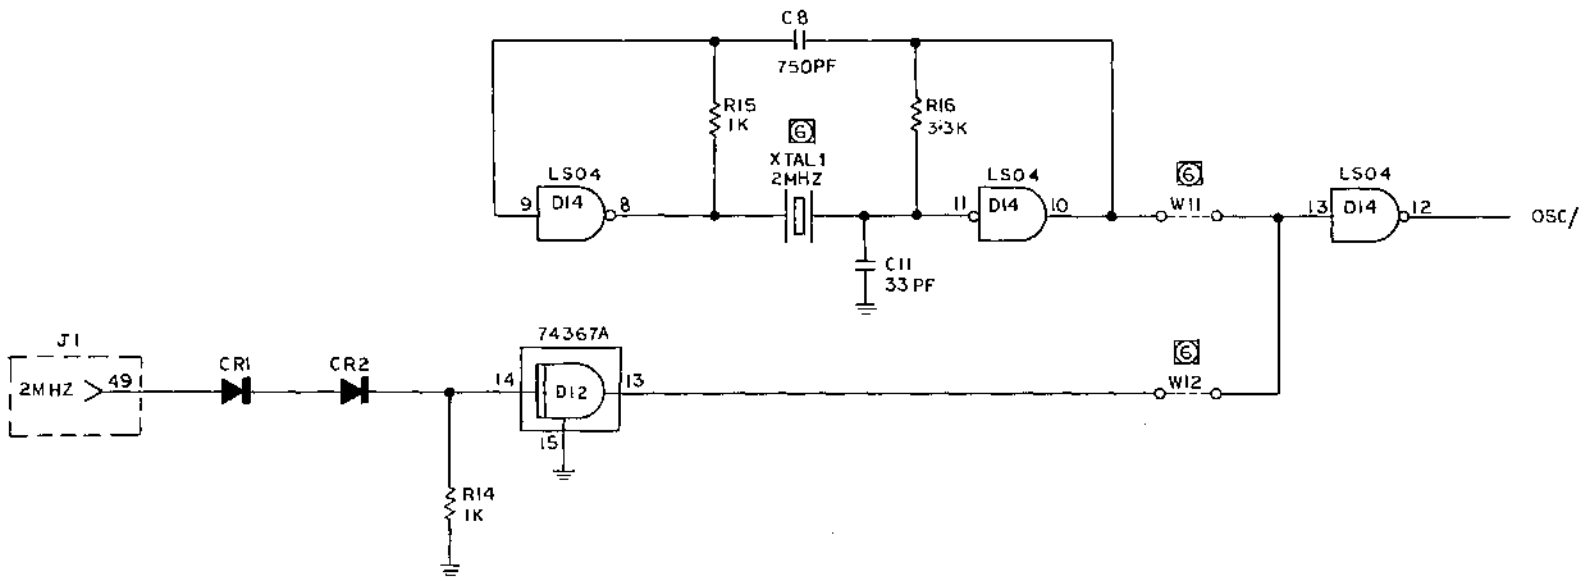 C8
750PF
R15
1K
R16
3.3K
6
XTAL1
2MHZ
LS04
9 D14 8
LS04
11 D14 10
6
W11
LS04
13 D14 12
OSC/
C11
33PF
J1
2MHZ 49
CR1
CR2
74367A
14 D12 13
15
6
W12
R14
1K